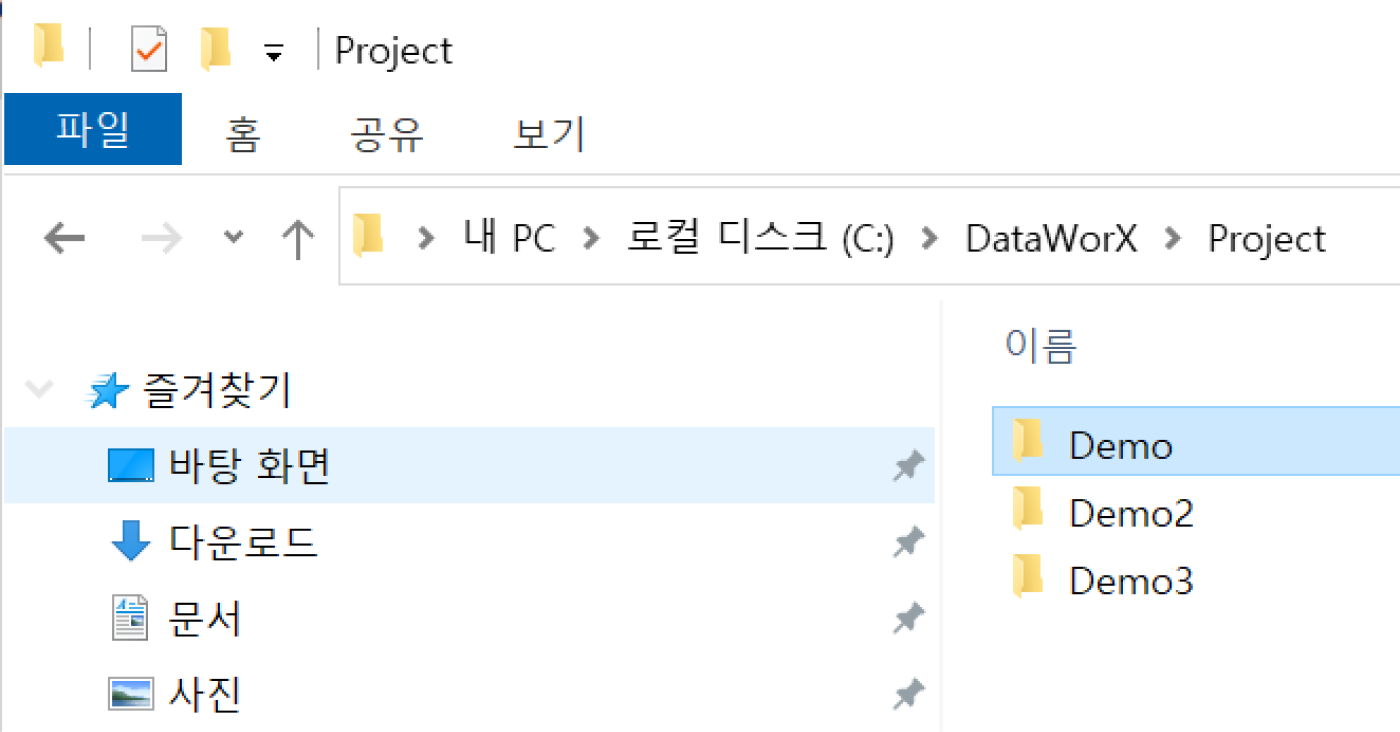 Project
파일 홈 공유 보기
내 PC 로컬 디스크 (C:) DataWorX Project
이름
즐겨찾기
바탕 화면
다운로드
문서
사진
Demo
Demo2
Demo3